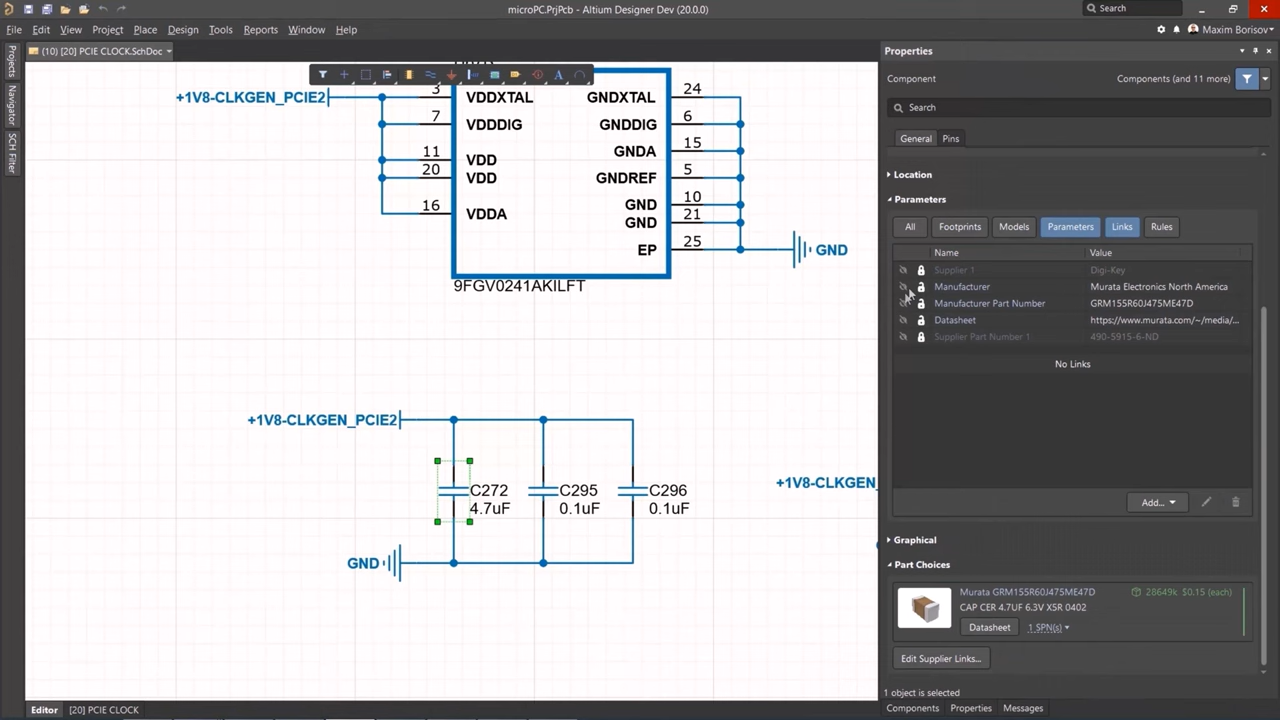 microPC.PrjPcb - Altium Designer Dev (20.0.0)
Search
File Edit View Project Place Design Tools Reports Window Help
Maxim Borisov
Projects
Navigator
SCH Filter
(10) [20] PCIE CLOCK.SchDoc
+1V8-CLKGEN_PCIE2
3 VDDXTAL GNDXTAL 24
7 VDDDIG GNDDIG 6
11 VDD GNDA 15
20 VDD GNDREF 5
16 VDDA GND 10
GND 21
EP 25
GND
9FGV0241AKILFT
+1V8-CLKGEN_PCIE2
C272
4.7uF
C295
0.1uF
C296
0.1uF
GND
+1V8-CLKGEN_
Properties
Component
Components (and 11 more)
Search
General Pins
Location
Parameters
All Footprints Models Parameters Links Rules
Name Value
Supplier 1 Digi-Key
Manufacturer Murata Electronics North America
Manufacturer Part Number GRM155R60J475ME47D
Datasheet https://www.murata.com/~/media/...
Supplier Part Number 1 490-5915-6-ND
No Links
Add...
Graphical
Part Choices
Murata GRM155R60J475ME47D 28649k $0.15 (each)
CAP CER 4.7UF 6.3V X5R 0402
Datasheet 1 SPN(s)
Edit Supplier Links...
1 object is selected
Editor [20] PCIE CLOCK
Components Properties Messages